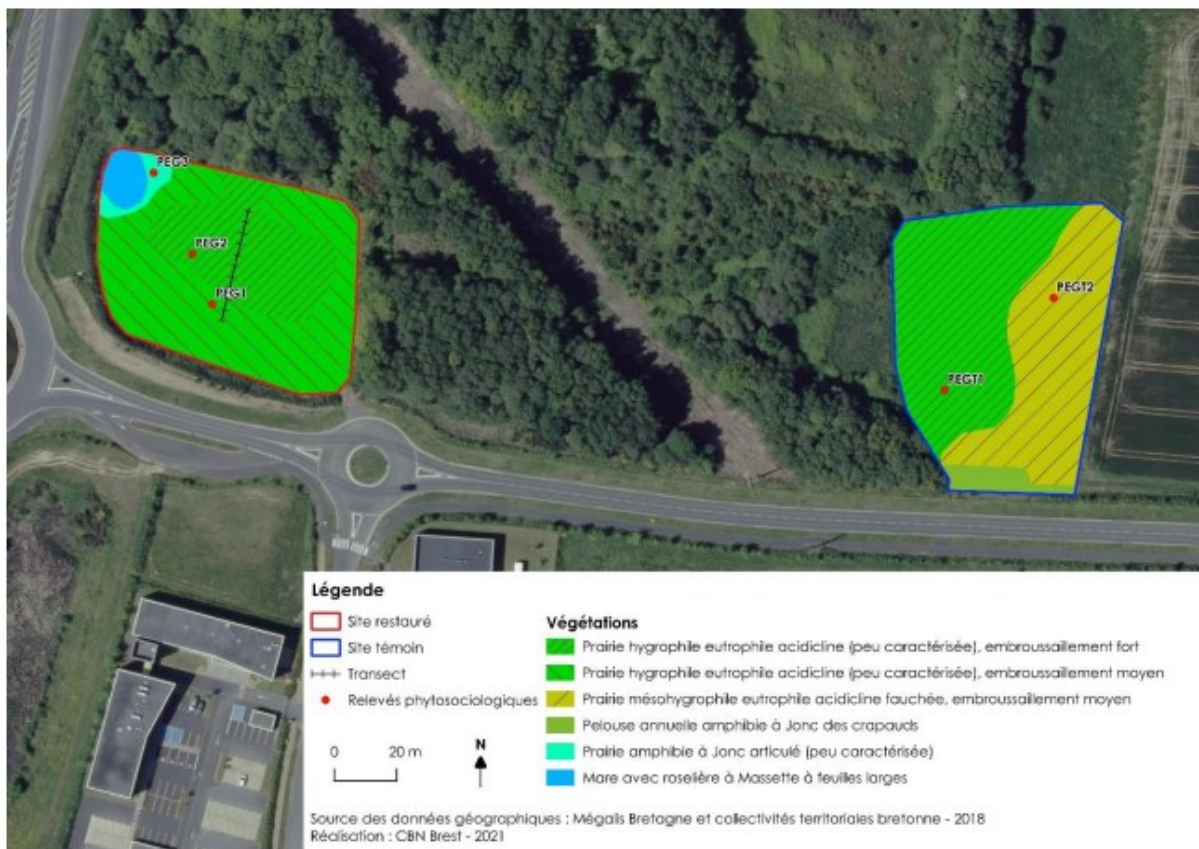 PEG3
PEG2
PEG1
PEGT2
PEGT1
Légende
Site restauré
Site témoin
Transect
Relevés phytosociologiques
0 20 m
N
Végétations
Prairie hygrophile eutrophile acidicline (peu caractérisée), embroussaillement fort
Prairie hygrophile eutrophile acidicline (peu caractérisée), embroussaillement moyen
Prairie mésohygrophile eutrophile acidicline fauchée, embroussaillement moyen
Pelouse annuelle amphibie à Jonc des crapauds
Prairie amphibie à Jonc articulé (peu caractérisée)
Mare avec roselière à Massette à feuilles larges
Source des données géographiques : Mégalis Bretagne et collectivités territoriales bretonne - 2018
Réalisation : CBN Brest - 2021